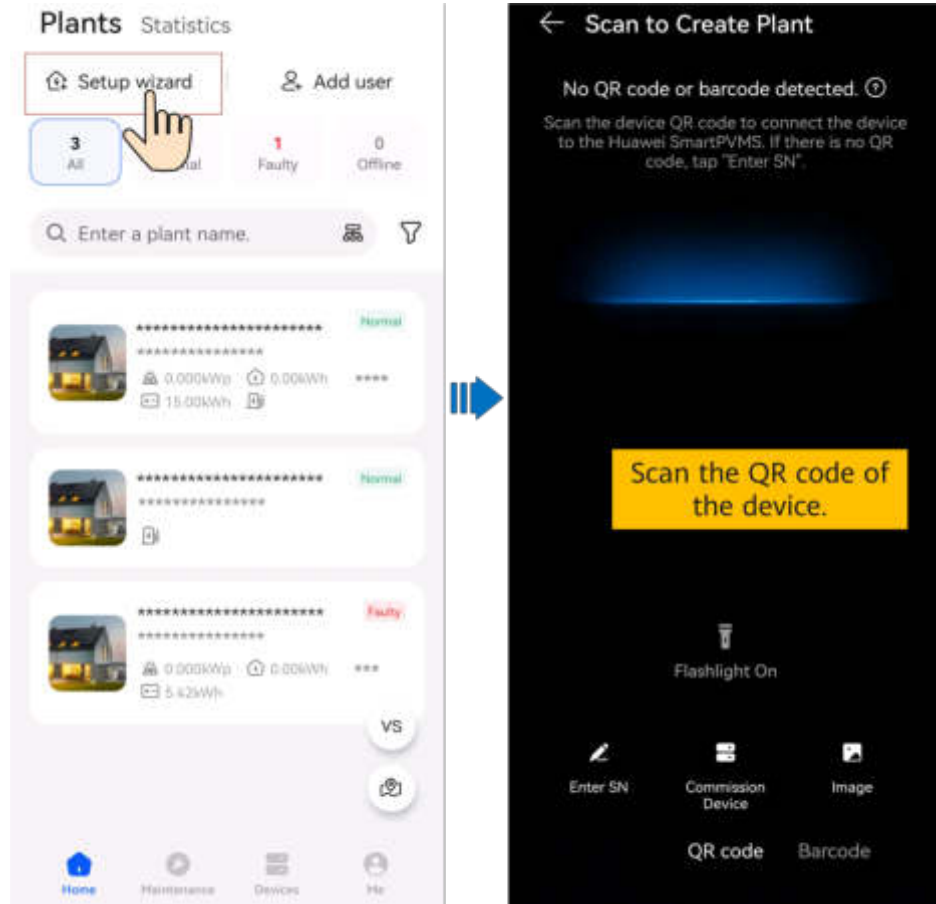 Plants Statistics
Setup wizard
Add user
3
All
1
Faulty
0
Offline
Enter a plant name.
**********************
Normal
***************
0.000kWp 0.00kWh ****
15.00kWh
**********************
Normal
***************
**********************
Faulty
***************
0.000kWp 0.00kWh ***
5.42kWh
VS
Home
Maintenance
Devices
Me
Scan to Create Plant
No QR code or barcode detected.
Scan the device QR code to connect the device
to the Huawei SmartPVMS. If there is no QR
code, tap "Enter SN".
Scan the QR code of
the device.
Flashlight On
Enter SN
Commission
Device
Image
QR code
Barcode